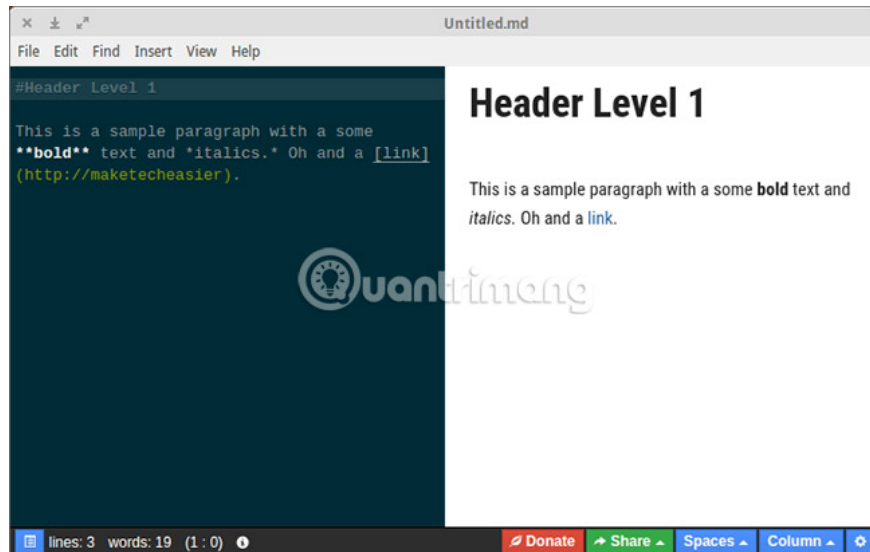 Untitled.md
File Edit Find Insert View Help
#Header Level 1
This is a sample paragraph with a some
**bold** text and *italics.* Oh and a [link]
(http://maketecheasier).
Header Level 1
This is a sample paragraph with a some bold text and
italics. Oh and a link.
Quantrimang
lines: 3 words: 19 (1 : 0) Donate Share Spaces Column